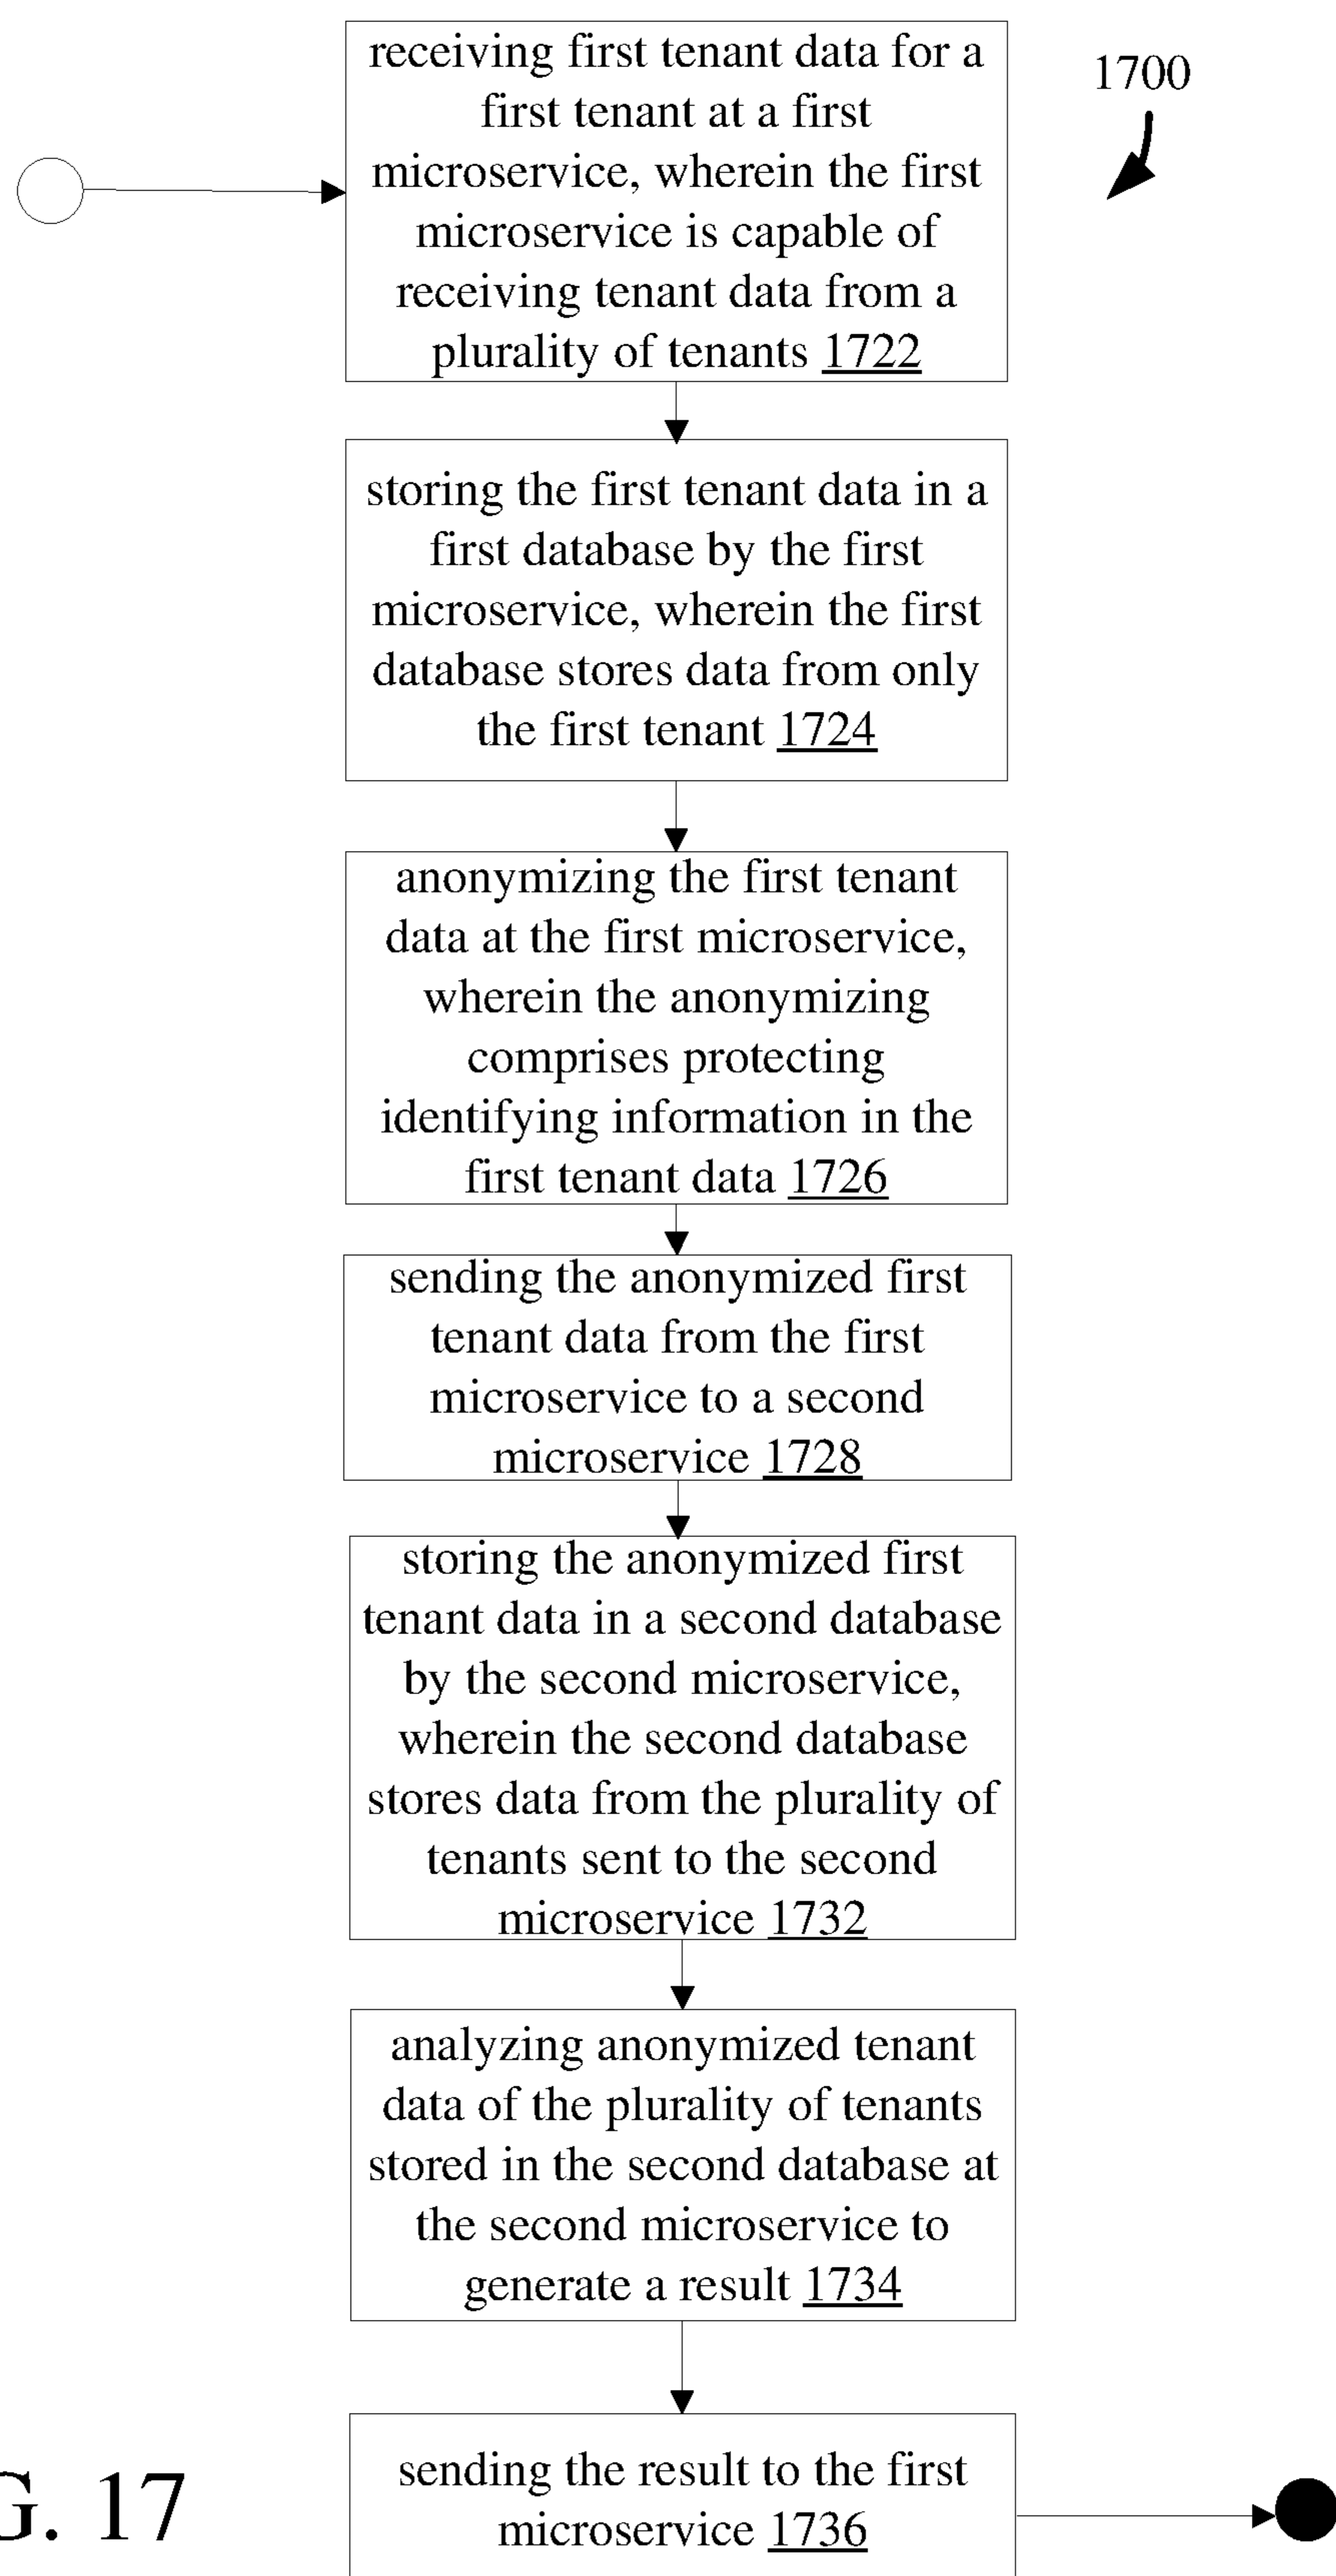 receiving first tenant data for a
first tenant at a first
microservice, wherein the first
microservice is capable of
receiving tenant data from a
plurality of tenants 1722
1700
storing the first tenant data in a
first database by the first
microservice, wherein the first
database stores data from only
the first tenant 1724
anonymizing the first tenant
data at the first microservice,
wherein the anonymizing
comprises protecting
identifying information in the
first tenant data 1726
sending the anonymized first
tenant data from the first
microservice to a second
microservice 1728
storing the anonymized first
tenant data in a second database
by the second microservice,
wherein the second database
stores data from the plurality of
tenants sent to the second
microservice 1732
analyzing anonymized tenant
data of the plurality of tenants
stored in the second database at
the second microservice to
generate a result 1734
sending the result to the first
microservice 1736
G. 17